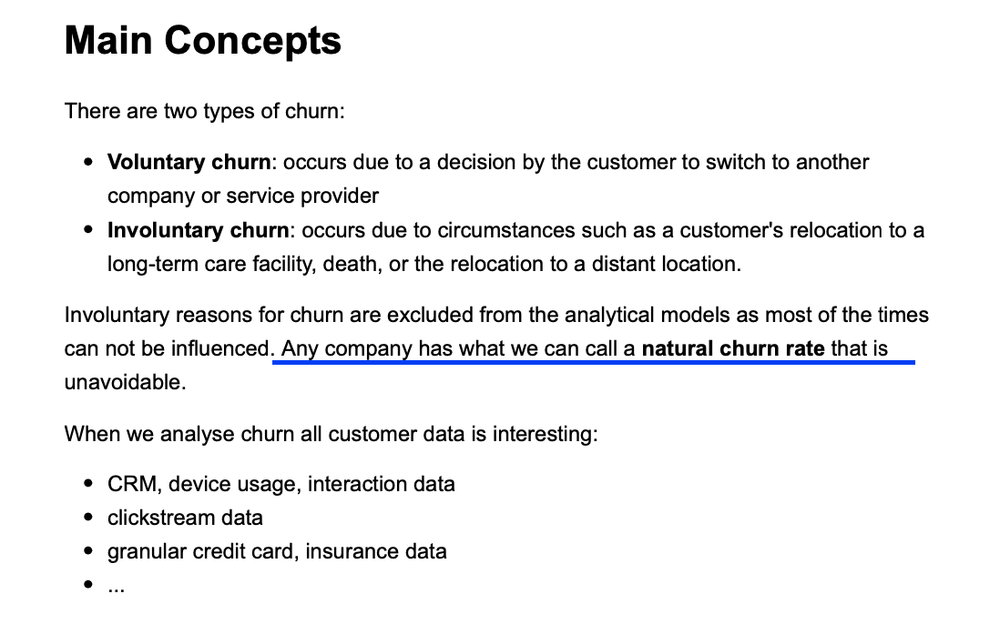 Main Concepts
There are two types of churn:
• Voluntary churn: occurs due to a decision by the customer to switch to another
company or service provider
• Involuntary churn: occurs due to circumstances such as a customer's relocation to a
long-term care facility, death, or the relocation to a distant location.
Involuntary reasons for churn are excluded from the analytical models as most of the times
can not be influenced. Any company has what we can call a natural churn rate that is
unavoidable.
When we analyse churn all customer data is interesting:
• CRM, device usage, interaction data
• clickstream data
• granular credit card, insurance data
• ...